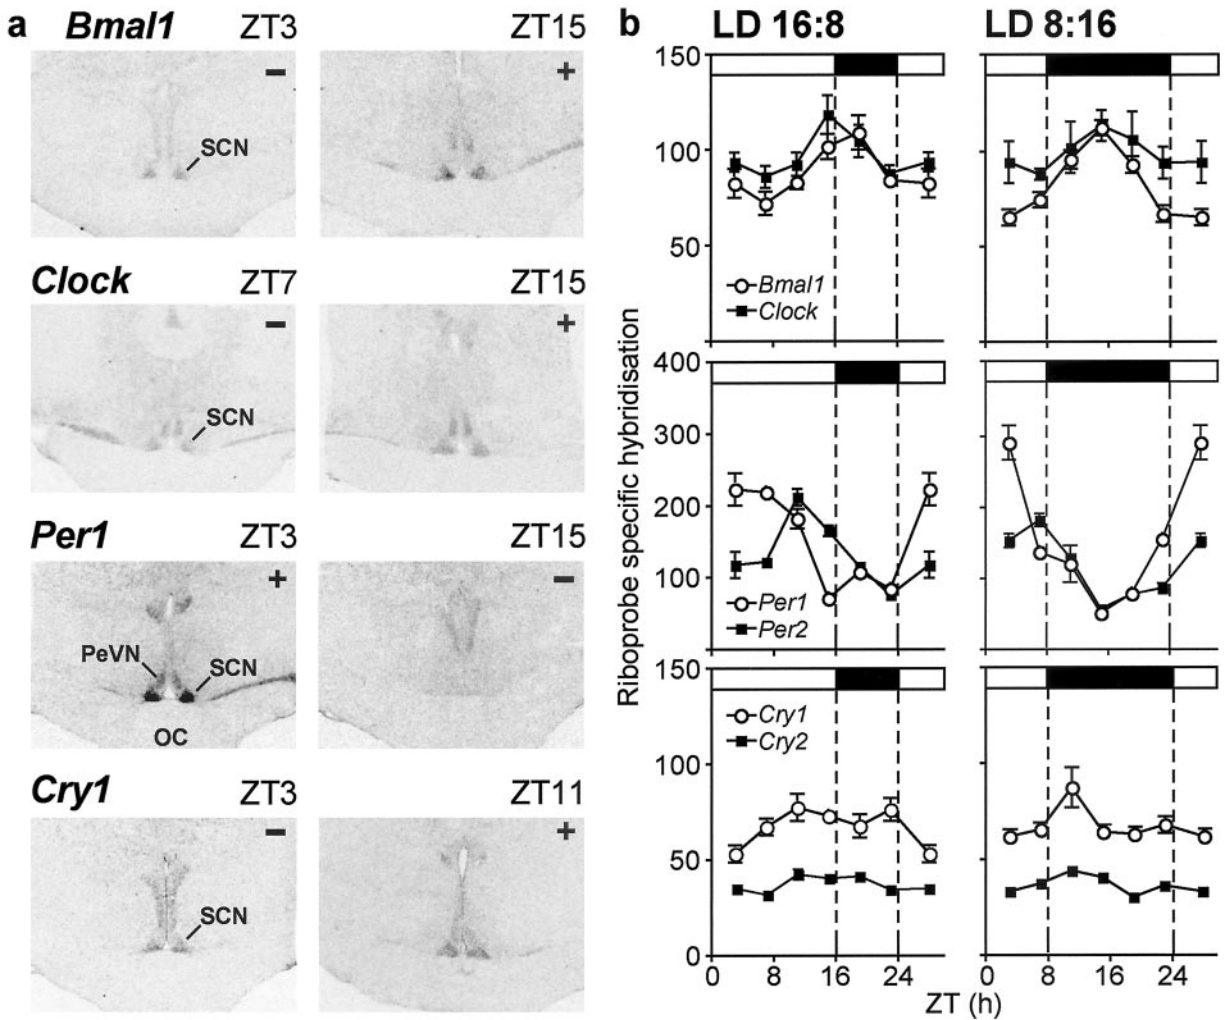 a
Bmal1 ZT3
ZT15
−
+
SCN
Clock ZT7
ZT15
−
+
SCN
Per1 ZT3
ZT15
+
−
PeVN
SCN
OC
Cry1 ZT3
ZT11
−
+
SCN
b
LD 16:8
LD 8:16
Riboprobe specific hybridisation
150
100
50
Bmal1
Clock
400
300
200
100
Per1
Per2
150
100
50
0
Cry1
Cry2
0 8 16 24
0 8 16 24
ZT (h)